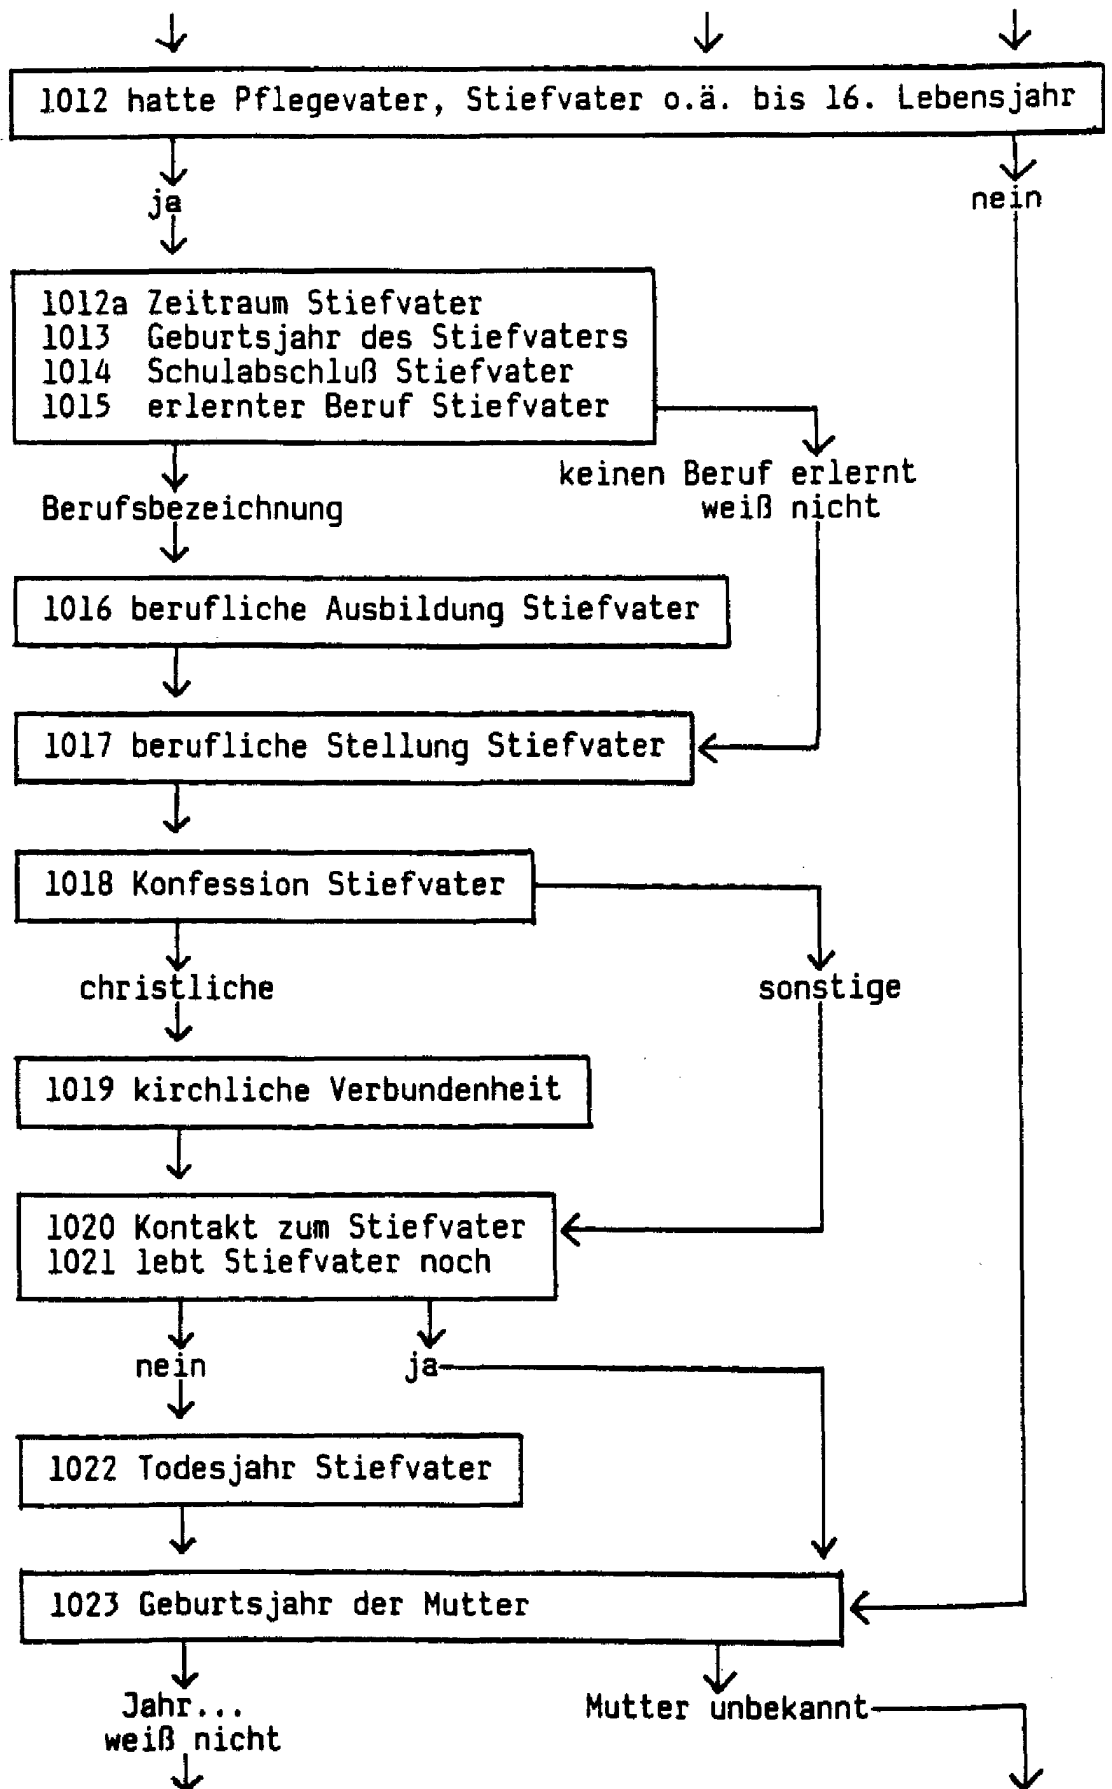 1012 hatte Pflegevater, Stiefvater o.ä. bis 16. Lebensjahr
ja
nein
1012a Zeitraum Stiefvater
1013 Geburtsjahr des Stiefvaters
1014 Schulabschluß Stiefvater
1015 erlernter Beruf Stiefvater
keinen Beruf erlernt
weiß nicht
Berufsbezeichnung
1016 berufliche Ausbildung Stiefvater
1017 berufliche Stellung Stiefvater
1018 Konfession Stiefvater
christliche
sonstige
1019 kirchliche Verbundenheit
1020 Kontakt zum Stiefvater
1021 lebt Stiefvater noch
nein
ja
1022 Todesjahr Stiefvater
1023 Geburtsjahr der Mutter
Jahr...
weiß nicht
Mutter unbekannt